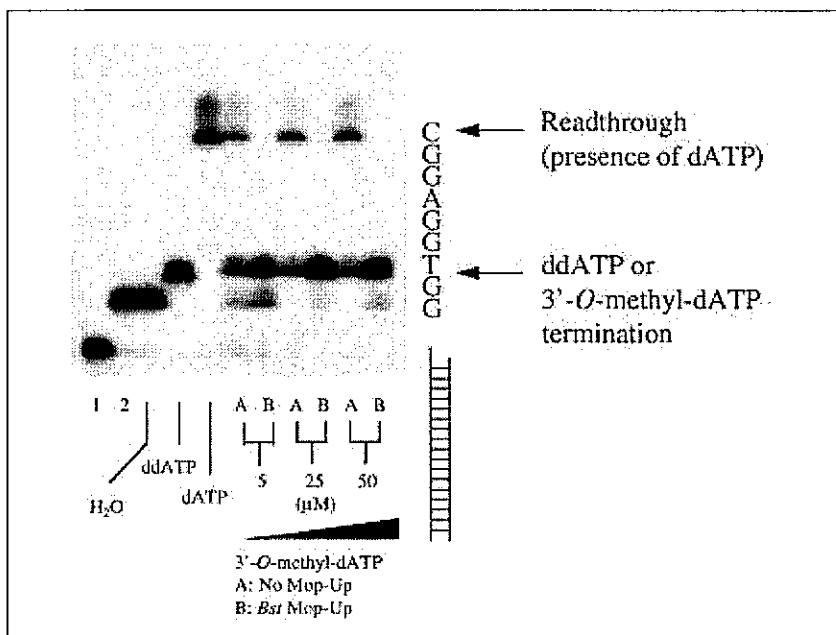 C
G
G
A
G
G
T
G
G
Readthrough
(presence of dATP)
ddATP or
3'-O-methyl-dATP
termination
1 2 A B A B A B
ddATP 5 25 50
H₂O dATP (µM)
3'-O-methyl-dATP
A: No Mop-Up
B: Bst Mop-Up